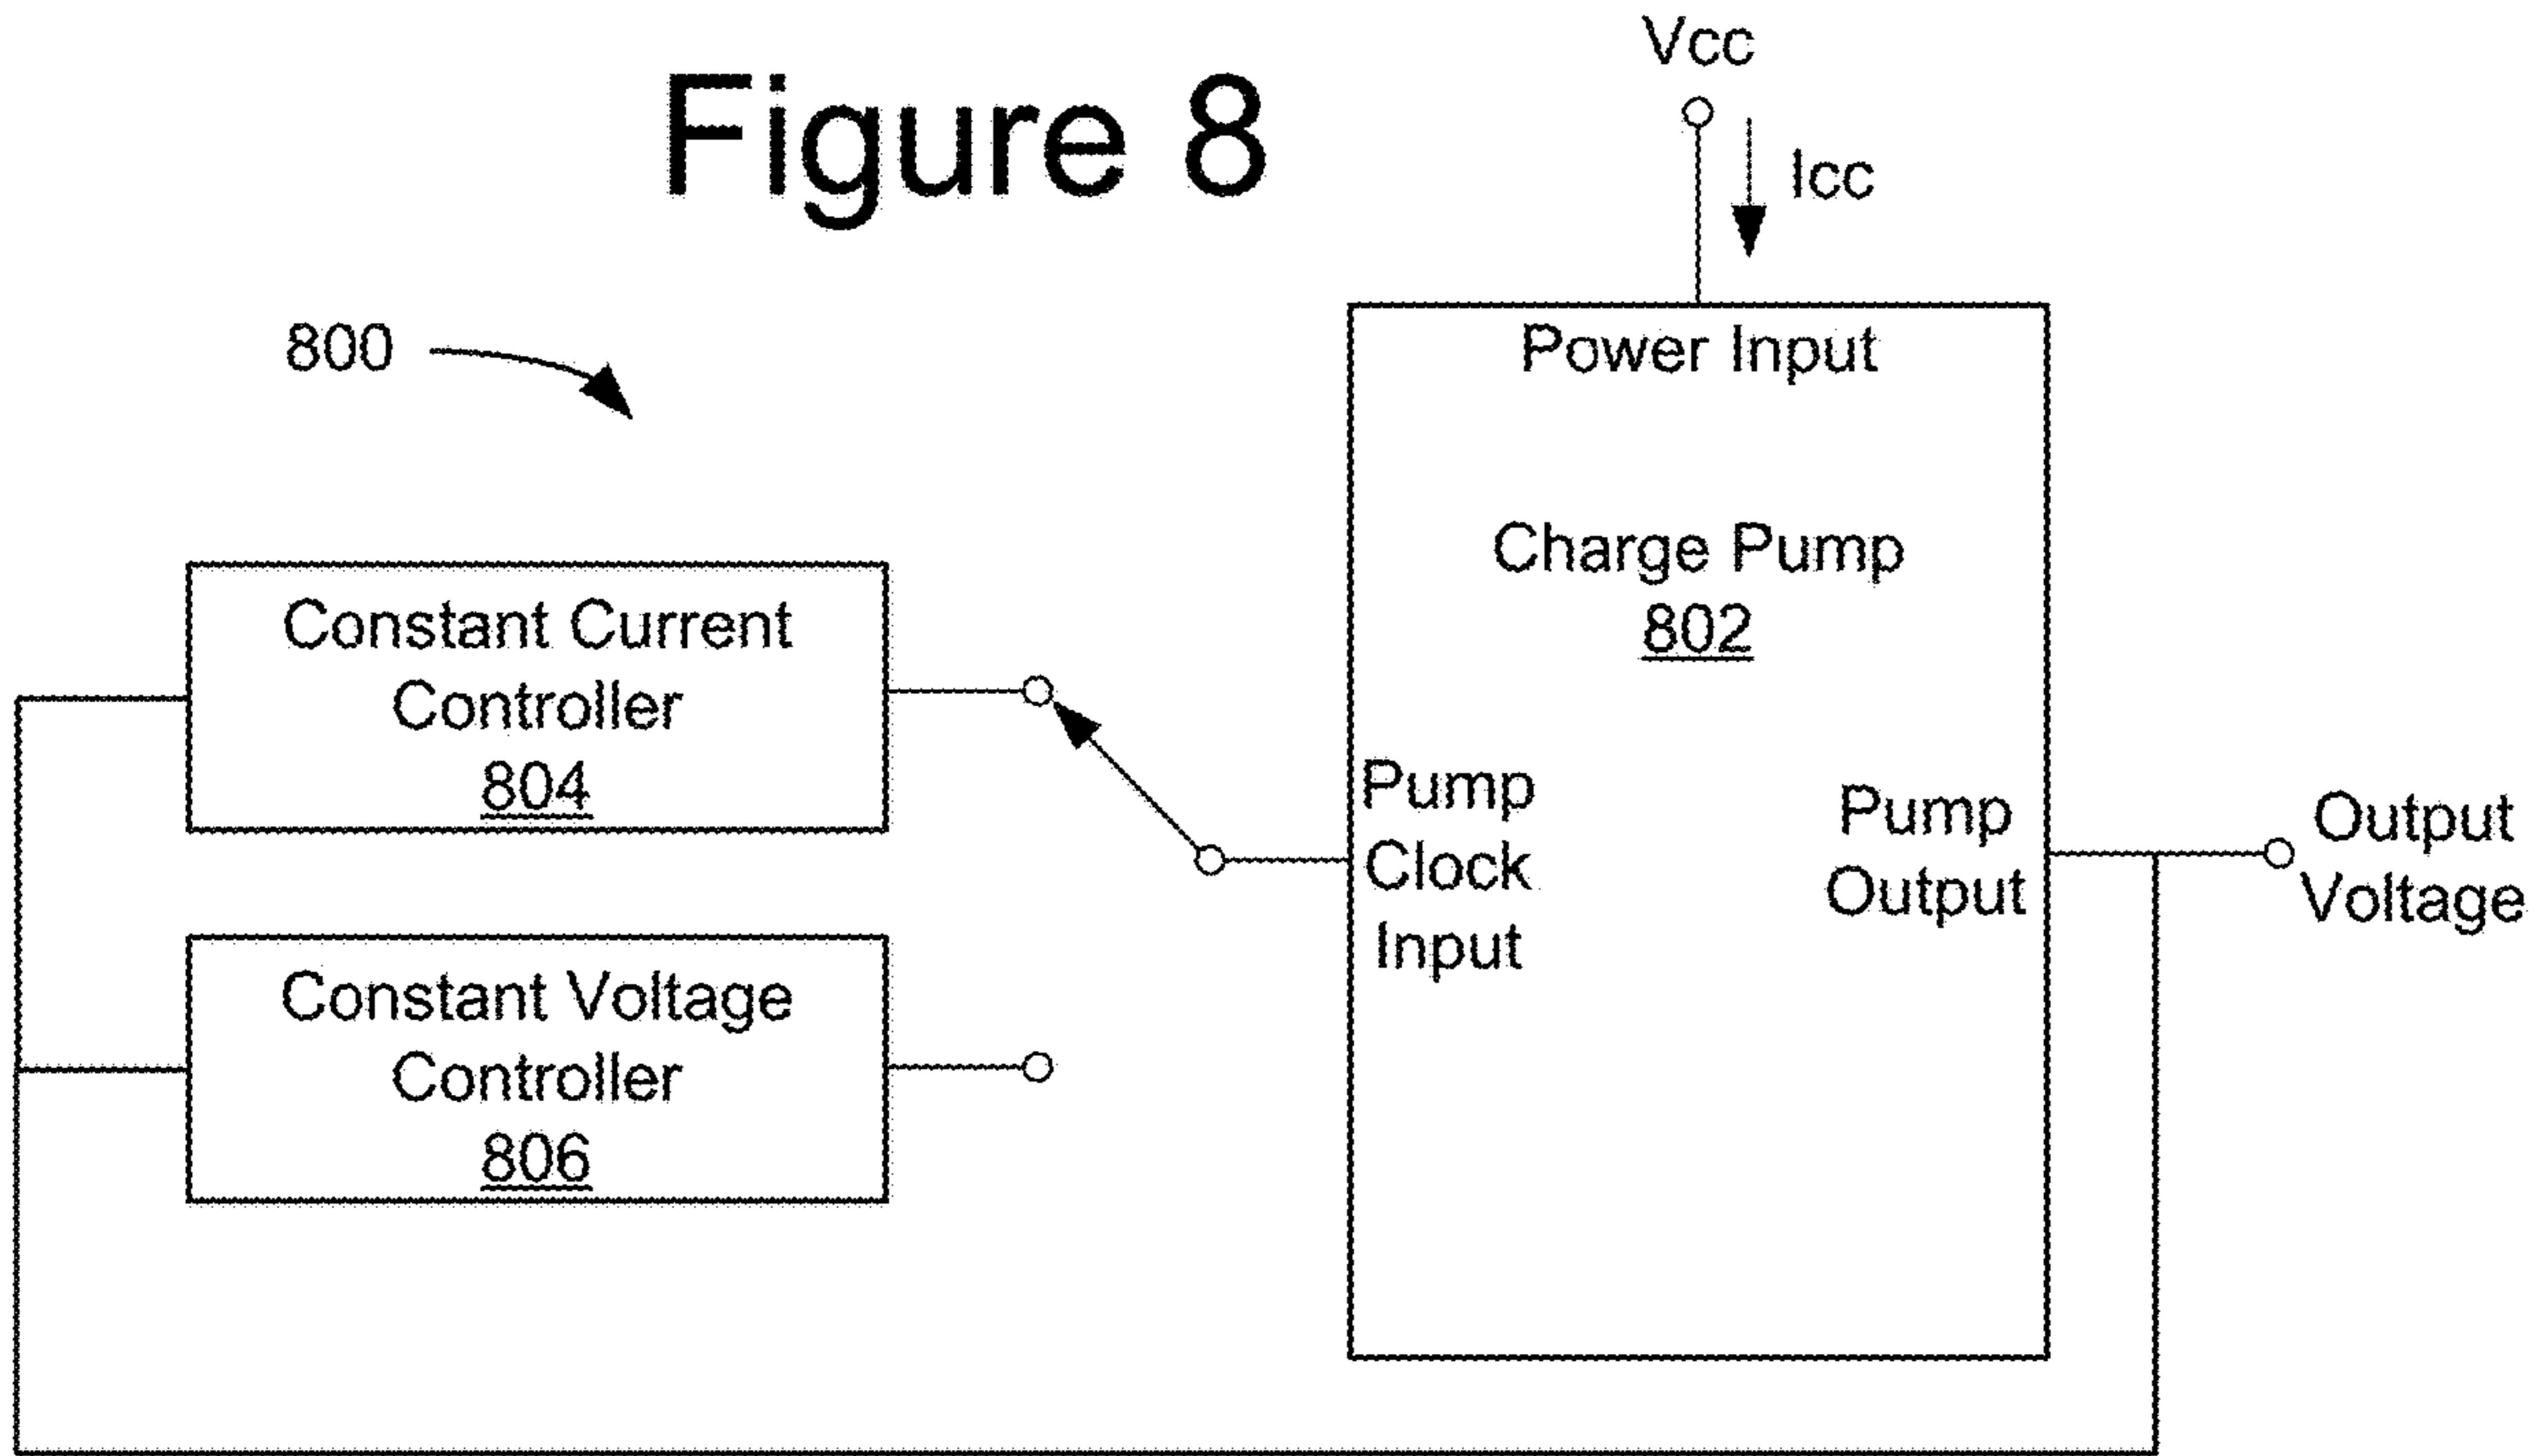 Figure 8
Vcc
Icc
800
Power Input
Charge Pump
802
Constant Current
Controller
804
Constant Voltage
Controller
806
Pump
Clock
Input
Pump
Output
Output
Voltage